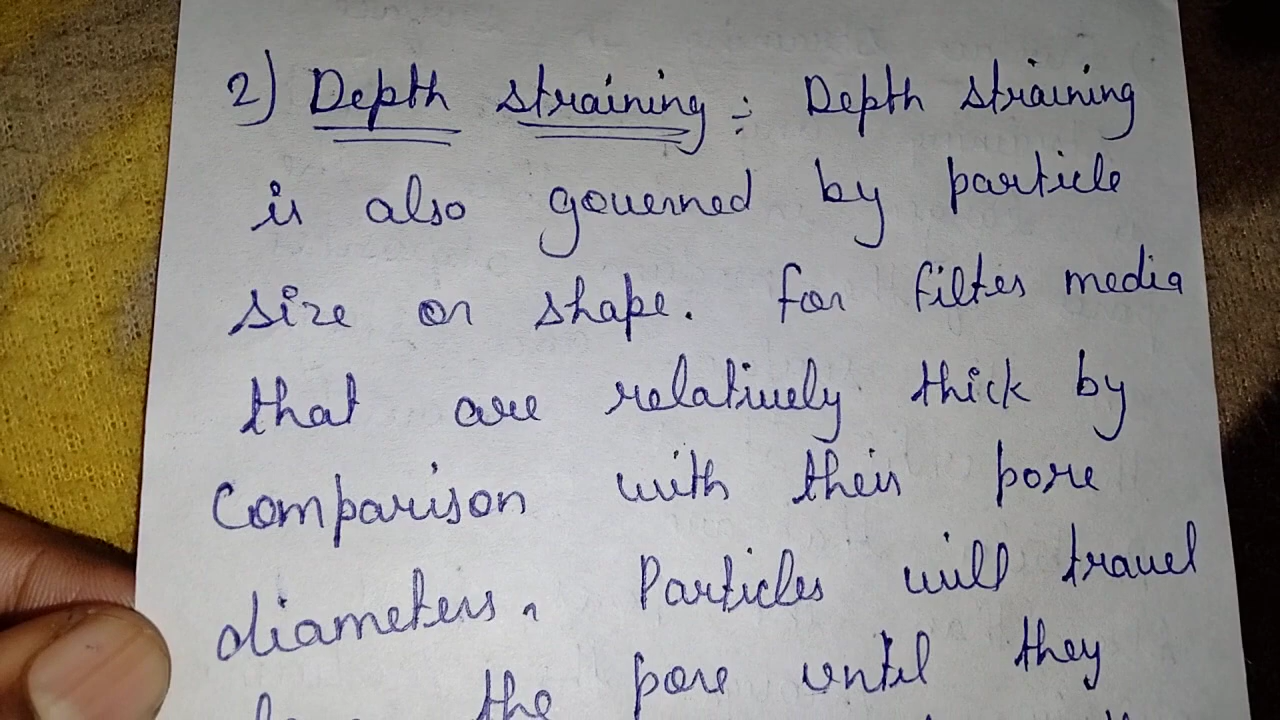 2) Depth straining :- Depth straining
is also governed by particle
size or shape. for filter media
that are relatively thick by
Comparison with their pore
diameters, Particles will travel
the pore until they